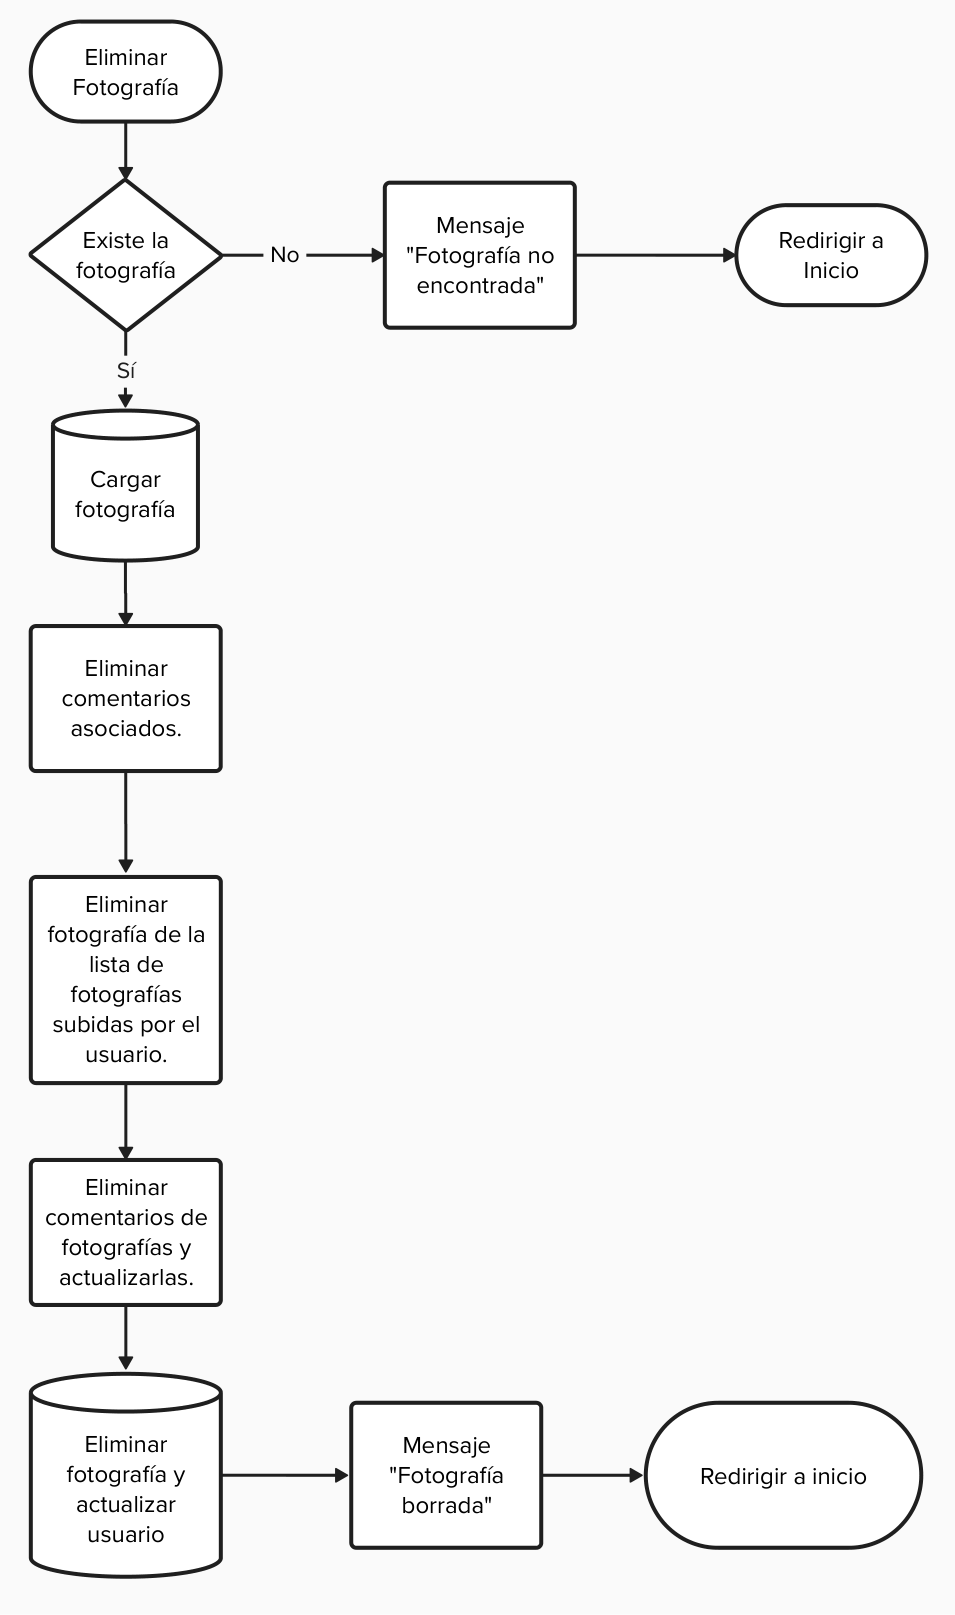 Eliminar
Fotografía
Existe la
fotografía
No
Mensaje
"Fotografía no
encontrada"
Redirigir a
Inicio
Sí
Cargar
fotografía
Eliminar
comentarios
asociados.
Eliminar
fotografía de la
lista de
fotografías
subidas por el
usuario.
Eliminar
comentarios de
fotografías y
actualizarlas.
Eliminar
fotografía y
actualizar
usuario
Mensaje
"Fotografía
borrada"
Redirigir a inicio